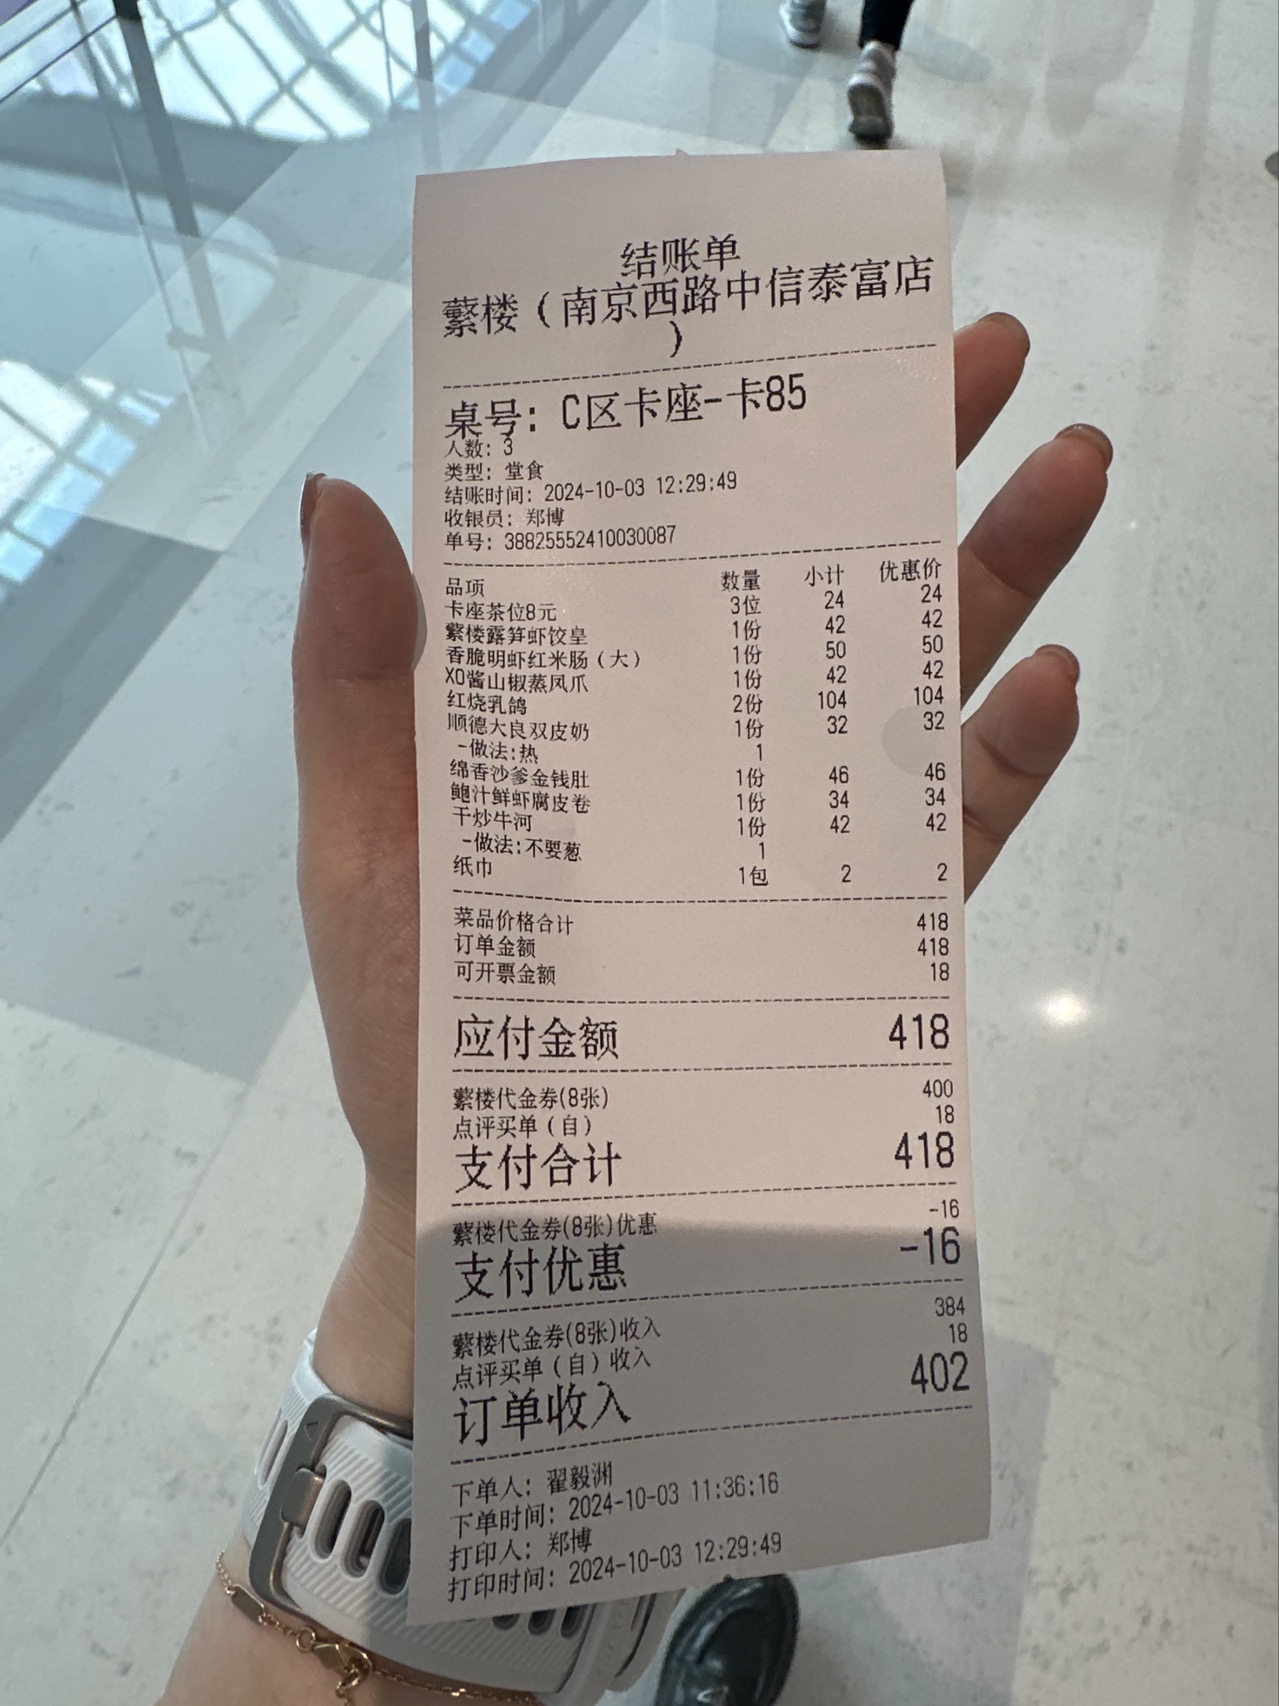 结账单
蘩楼（南京西路中信泰富店
）
桌号: C区卡座-卡85
人数: 3
类型: 堂食
结账时间: 2024-10-03 12:29:49
收银员: 郑博
单号: 38825552410030087
品项 数量 小计 优惠价
卡座茶位8元 3位 24 24
蘩楼露笋虾饺皇 1份 42 42
香脆明虾红米肠（大） 1份 50 50
XO酱山椒蒸凤爪 1份 42 42
红烧乳鸽 2份 104 104
顺德大良双皮奶 1份 32 32
-做法:热 1
绵香沙爹金钱肚 1份 46 46
鲍汁鲜虾腐皮卷 1份 34 34
干炒牛河 1份 42 42
-做法:不要葱 1
纸巾 1包 2 2
菜品价格合计 418
订单金额 418
可开票金额 18
应付金额 418
蘩楼代金券(8张) 400
点评买单（自） 18
支付合计 418
蘩楼代金券(8张)优惠 -16
支付优惠 -16
蘩楼代金券(8张)收入 384
点评买单（自）收入 18
订单收入 402
下单人: 翟毅渊
下单时间: 2024-10-03 11:36:16
打印人: 郑博
打印时间: 2024-10-03 12:29:49